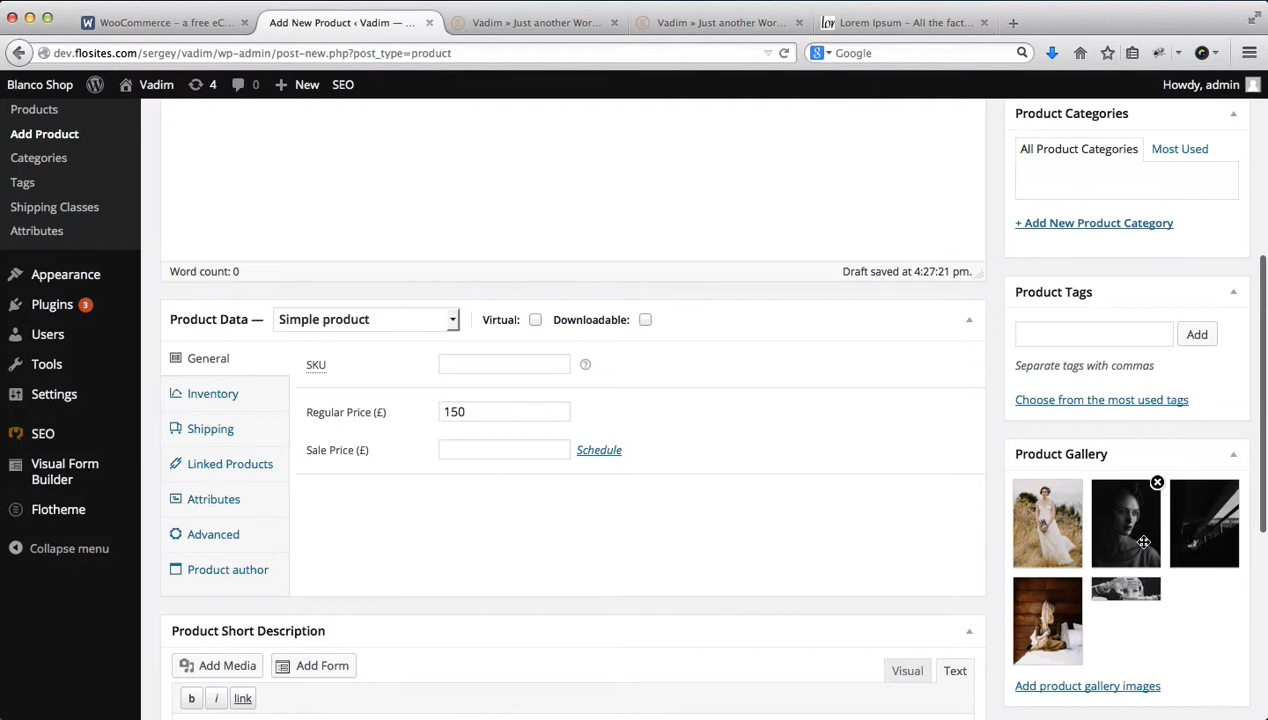 WooCommerce – a free eC...
Add New Product ‹ Vadim — ...
Vadim » Just another Wor...
Vadim » Just another Wor...
lor Lorem Ipsum – All the fact...
dev.flosites.com/sergey/vadim/wp-admin/post-new.php?post_type=product
Google
Blanco Shop
Vadim
4
0
New
SEO
Howdy, admin
Products
Add Product
Categories
Tags
Shipping Classes
Attributes
Appearance
Plugins 3
Users
Tools
Settings
SEO
Visual Form
Builder
Flotheme
Collapse menu
Word count: 0
Draft saved at 4:27:21 pm.
Product Data —
Simple product
Virtual:
Downloadable:
General
Inventory
Shipping
Linked Products
Attributes
Advanced
Product author
SKU
Regular Price (£)
150
Sale Price (£)
Schedule
Product Short Description
Add Media
Add Form
Visual
Text
b
i
link
Product Categories
All Product Categories
Most Used
+ Add New Product Category
Product Tags
Add
Separate tags with commas
Choose from the most used tags
Product Gallery
Add product gallery images